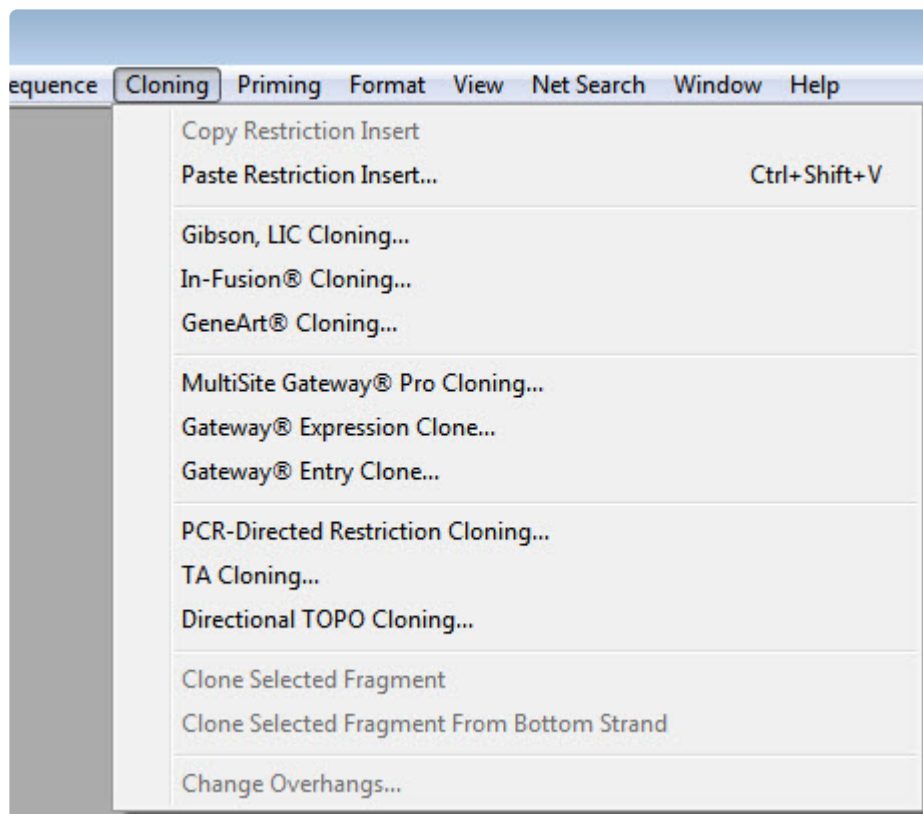 equence Cloning Priming Format View Net Search Window Help
Copy Restriction Insert
Paste Restriction Insert... Ctrl+Shift+V
Gibson, LIC Cloning...
In-Fusion® Cloning...
GeneArt® Cloning...
MultiSite Gateway® Pro Cloning...
Gateway® Expression Clone...
Gateway® Entry Clone...
PCR-Directed Restriction Cloning...
TA Cloning...
Directional TOPO Cloning...
Clone Selected Fragment
Clone Selected Fragment From Bottom Strand
Change Overhangs...